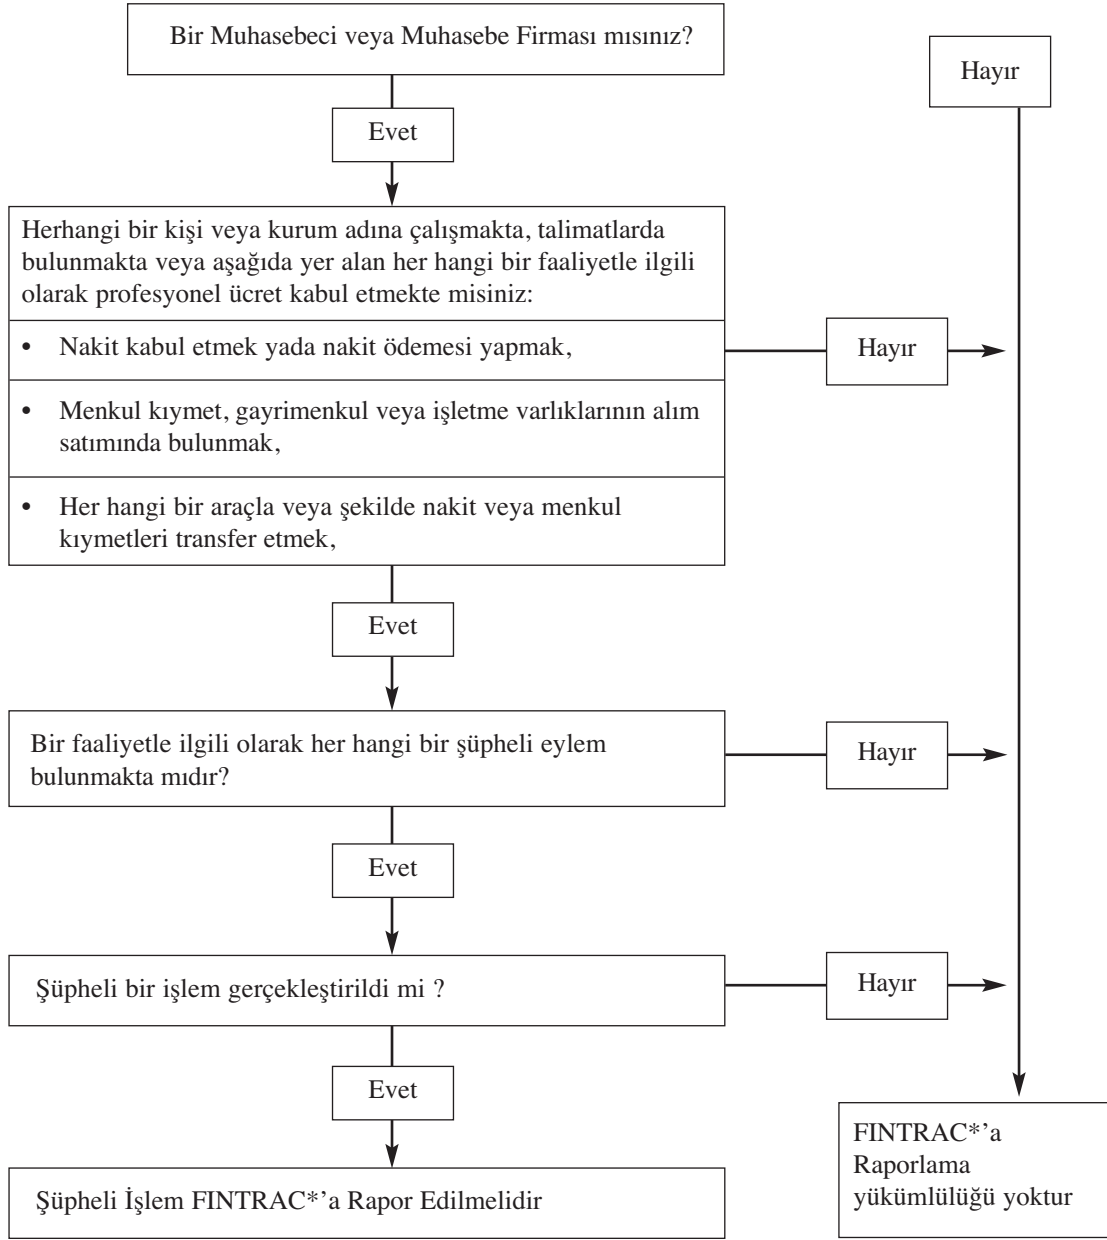 Bir Muhasebeci veya Muhasebe Firması mısınız?
Hayır
Evet
Herhangi bir kişi veya kurum adına çalışmakta, talimatlarda
bulunmakta veya aşağıda yer alan her hangi bir faaliyetle ilgili
olarak profesyonel ücret kabul etmekte misiniz:
• Nakit kabul etmek yada nakit ödemesi yapmak,
Hayır
• Menkul kıymet, gayrimenkul veya işletme varlıklarının alım
satımında bulunmak,
• Her hangi bir araçla veya şekilde nakit veya menkul
kıymetleri transfer etmek,
Evet
Bir faaliyetle ilgili olarak her hangi bir şüpheli eylem
bulunmakta mıdır?
Hayır
Evet
Şüpheli bir işlem gerçekleştirildi mi ?
Hayır
Evet
Şüpheli İşlem FINTRAC*’a Rapor Edilmelidir
FINTRAC*’a
Raporlama
yükümlülüğü yoktur